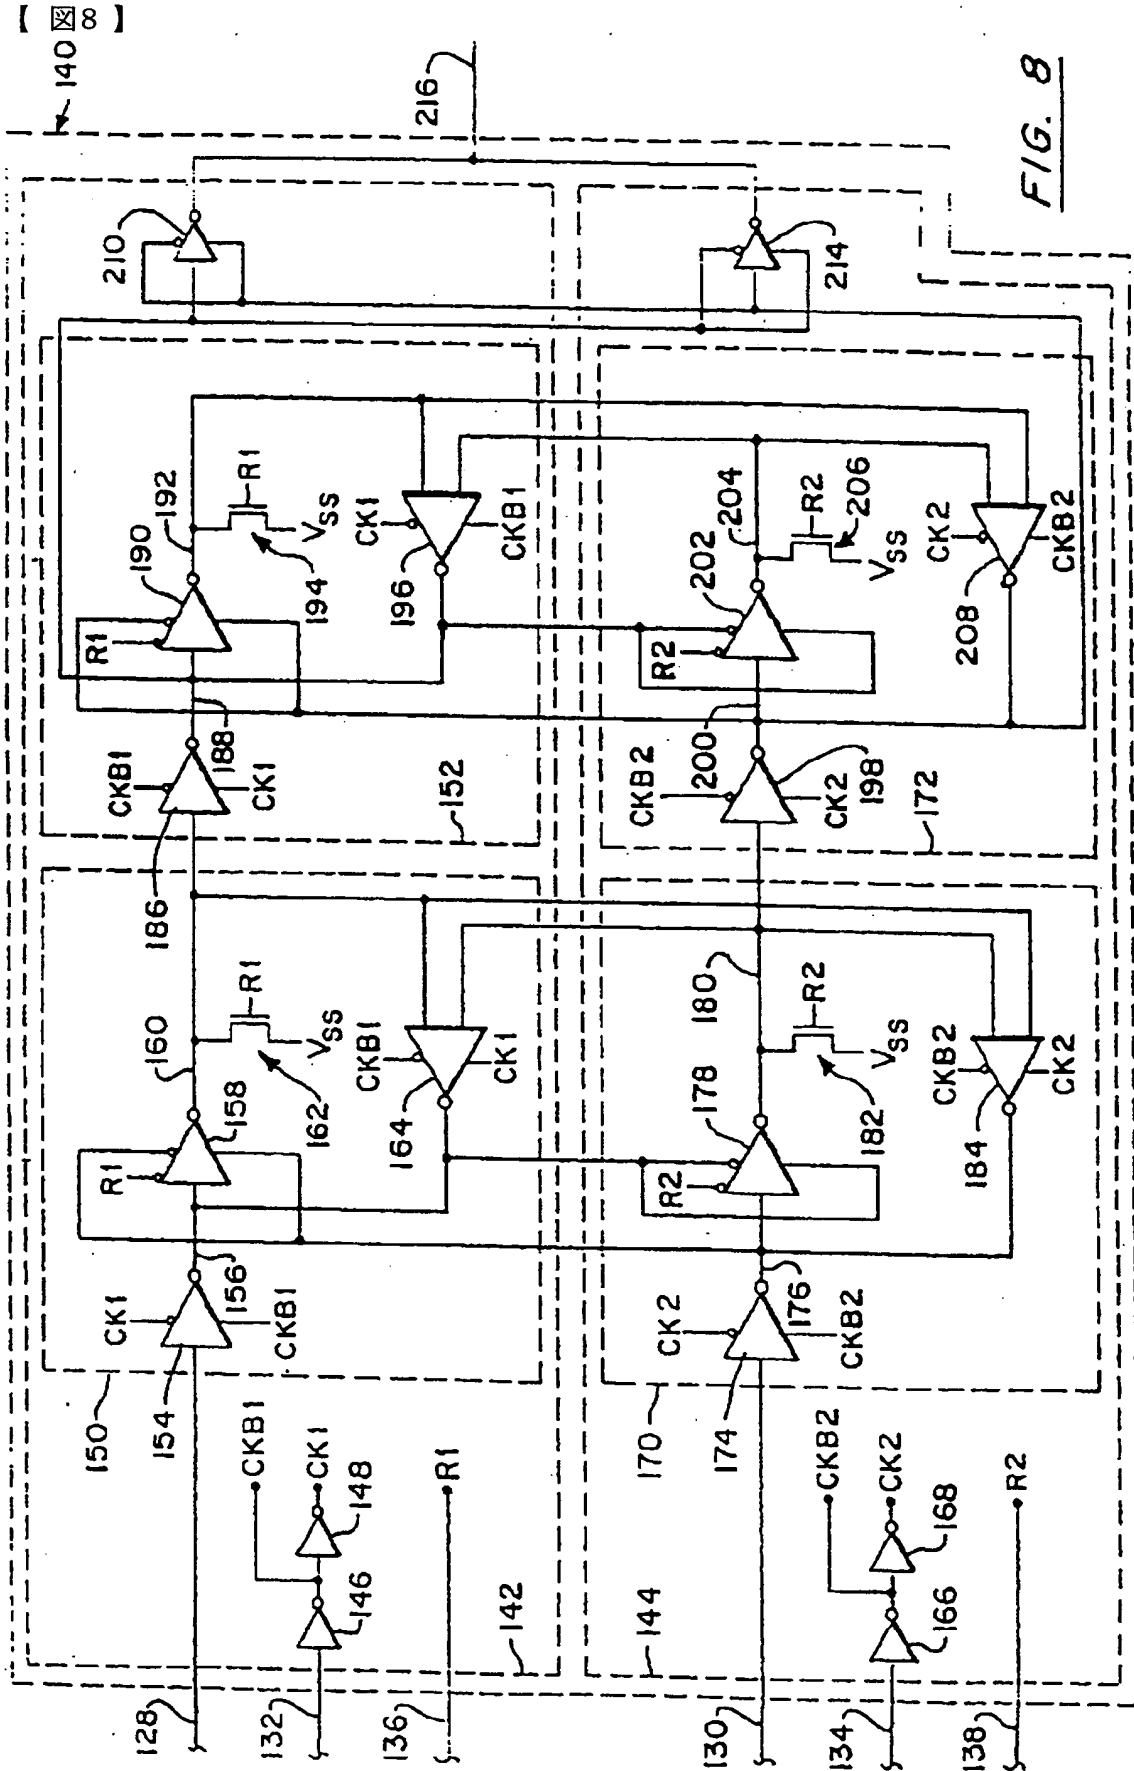 【 図8 】
140
216
FIG. 8
210
214
192
190
R1
R1
VSS
194
CK1
196
CKB1
188
CKB1
CK1
186
152
204
202
R2
R2
206
VSS
CK2
208
CKB2
200
CKB2
CK2
198
172
160
158
R1
R1
VSS
162
CKB1
164
CK1
156
CK1
CKB1
154
150
180
178
R2
R2
VSS
182
CKB2
184
CK2
176
CK2
CKB2
174
170
CKB1
CK1
148
146
R1
142
CKB2
CK2
168
166
R2
144
128
132
136
130
134
138